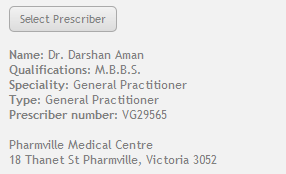 Select Prescriber
Name: Dr. Darshan Aman
Qualifications: M.B.B.S.
Speciality: General Practitioner
Type: General Practitioner
Prescriber number: VG29565
Pharmville Medical Centre
18 Thanet St Pharmville, Victoria 3052